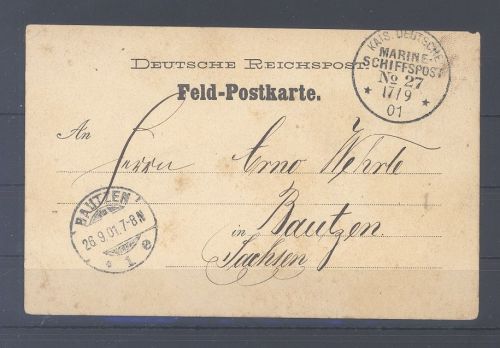 KAIS. DEUTSCHE
MARINE-
SCHIFFSPOST
No 27
17/9
01
DEUTSCHE REICHSPOST.
Feld-Postkarte.
An
Herrn Arno Wehrle
in Bautzen.
Sachsen
BAUTZEN
26.9.01.7-8N
* 1 e